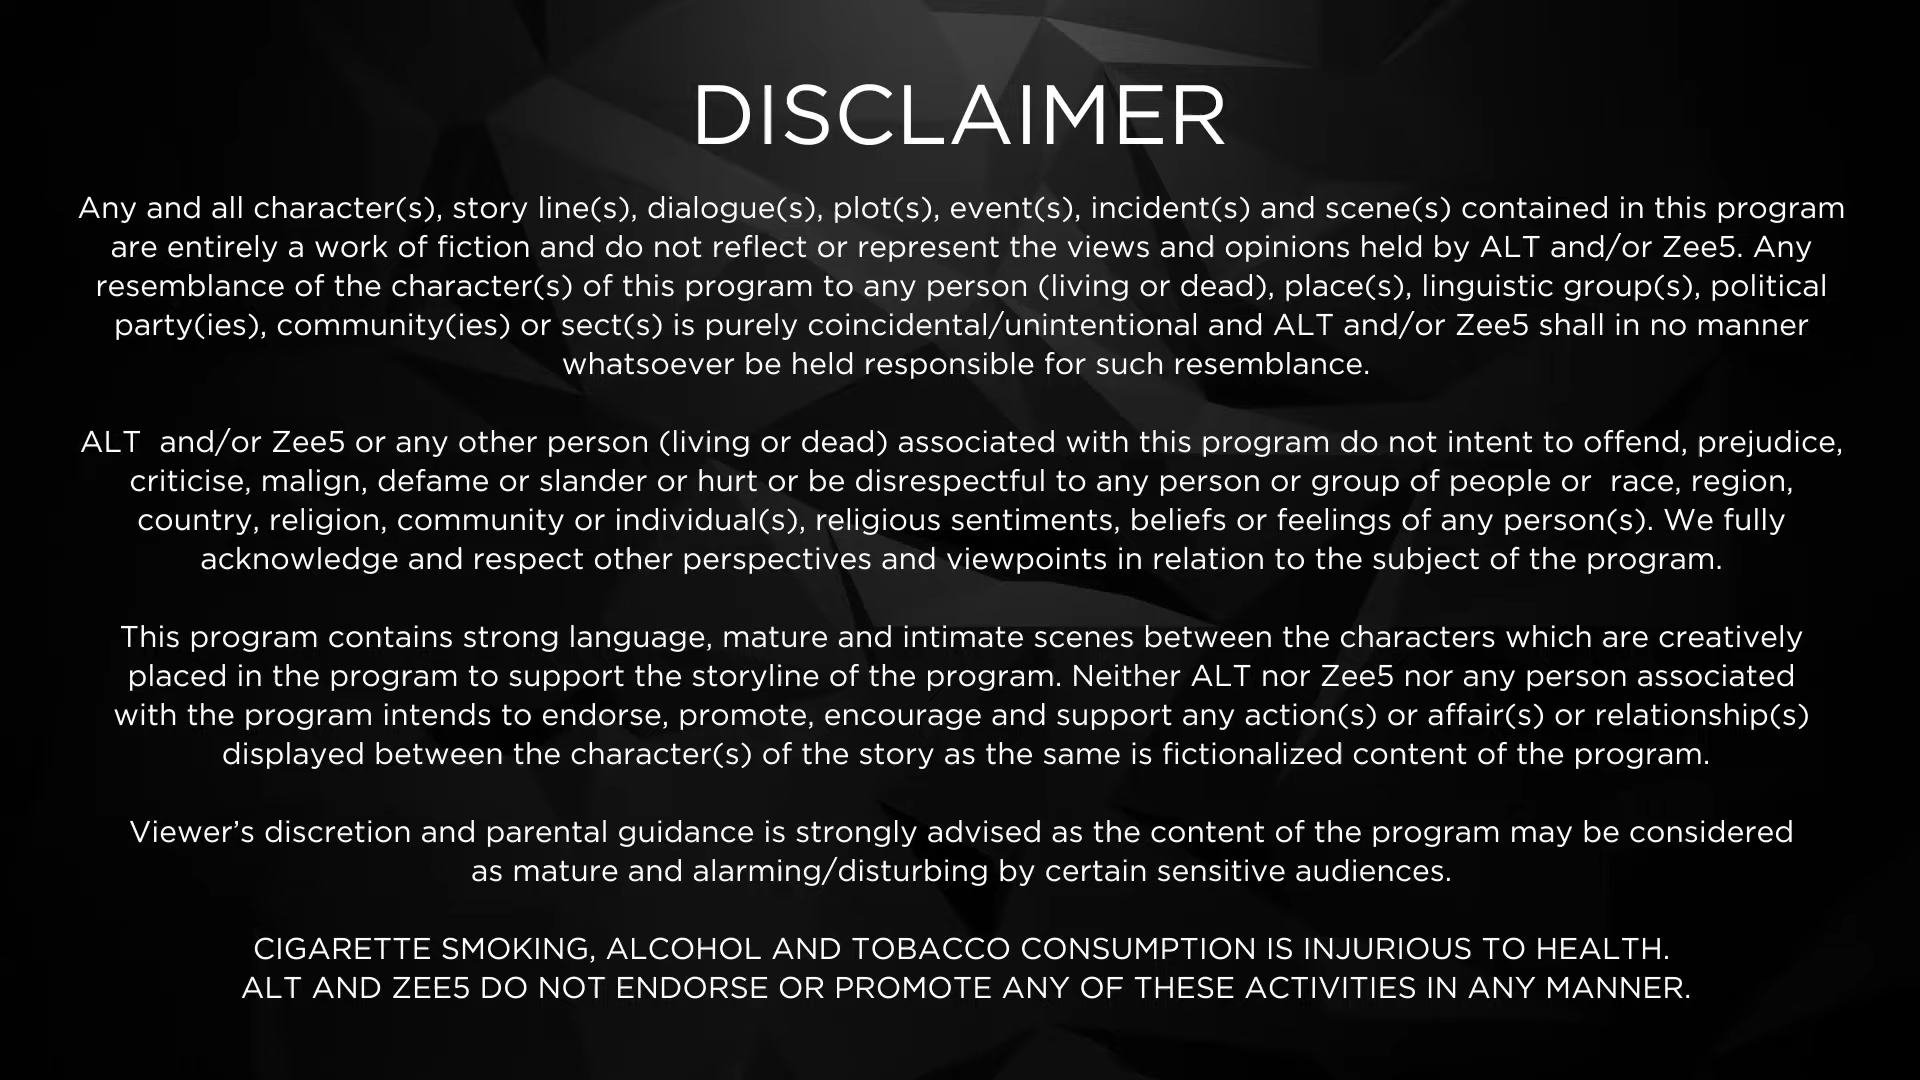 DISCLAIMER
Any and all character(s), story line(s), dialogue(s), plot(s), event(s), incident(s) and scene(s) contained in this program
are entirely a work of fiction and do not reflect or represent the views and opinions held by ALT and/or Zee5. Any
resemblance of the character(s) of this program to any person (living or dead), place(s), linguistic group(s), political
party(ies), community(ies) or sect(s) is purely coincidental/unintentional and ALT and/or Zee5 shall in no manner
whatsoever be held responsible for such resemblance.
ALT  and/or Zee5 or any other person (living or dead) associated with this program do not intent to offend, prejudice,
criticise, malign, defame or slander or hurt or be disrespectful to any person or group of people or  race, region,
country, religion, community or individual(s), religious sentiments, beliefs or feelings of any person(s). We fully
acknowledge and respect other perspectives and viewpoints in relation to the subject of the program.
This program contains strong language, mature and intimate scenes between the characters which are creatively
placed in the program to support the storyline of the program. Neither ALT nor Zee5 nor any person associated
with the program intends to endorse, promote, encourage and support any action(s) or affair(s) or relationship(s)
displayed between the character(s) of the story as the same is fictionalized content of the program.
Viewer’s discretion and parental guidance is strongly advised as the content of the program may be considered
as mature and alarming/disturbing by certain sensitive audiences.
CIGARETTE SMOKING, ALCOHOL AND TOBACCO CONSUMPTION IS INJURIOUS TO HEALTH.
ALT AND ZEE5 DO NOT ENDORSE OR PROMOTE ANY OF THESE ACTIVITIES IN ANY MANNER.